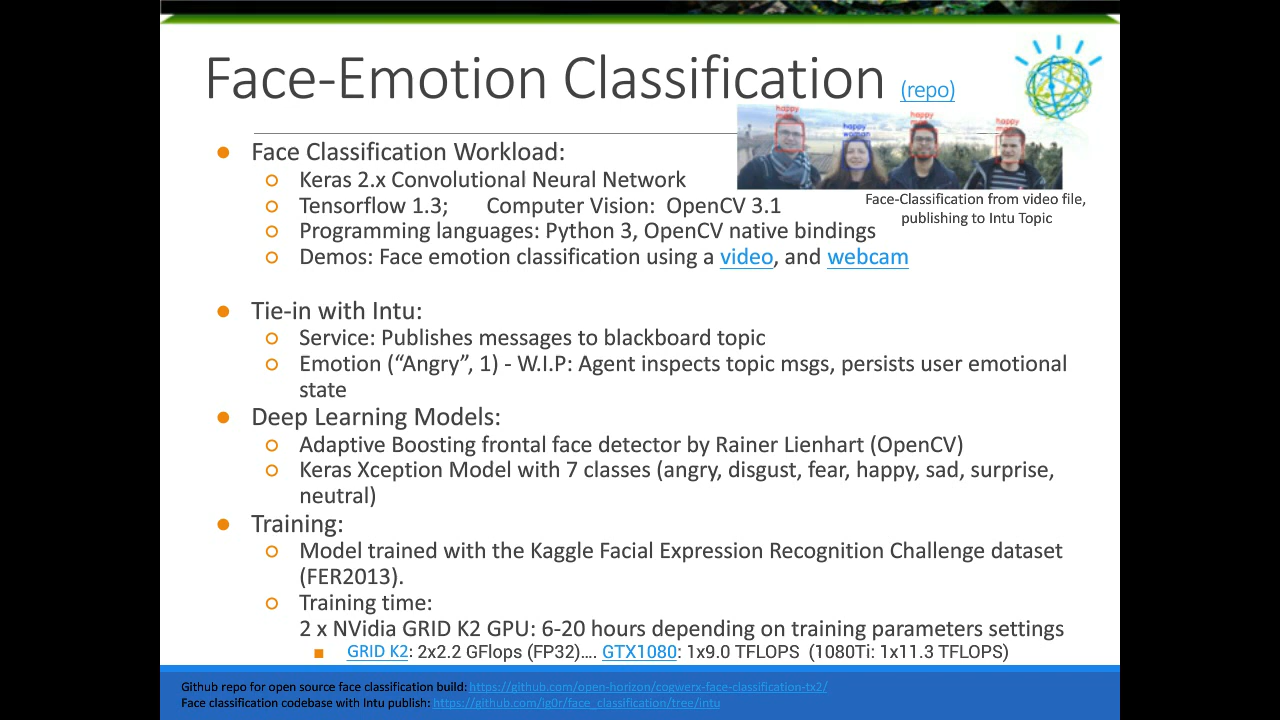 Face-Emotion Classification (repo)
happy
man
happy
woman
happy
happy
Face-Classification from video file,
publishing to Intu Topic
Face Classification Workload:
Keras 2.x Convolutional Neural Network
Tensorflow 1.3; Computer Vision: OpenCV 3.1
Programming languages: Python 3, OpenCV native bindings
Demos: Face emotion classification using a video, and webcam
Tie-in with Intu:
Service: Publishes messages to blackboard topic
Emotion (“Angry”, 1) - W.I.P: Agent inspects topic msgs, persists user emotional
state
Deep Learning Models:
Adaptive Boosting frontal face detector by Rainer Lienhart (OpenCV)
Keras Xception Model with 7 classes (angry, disgust, fear, happy, sad, surprise,
neutral)
Training:
Model trained with the Kaggle Facial Expression Recognition Challenge dataset
(FER2013).
Training time:
2 x NVidia GRID K2 GPU: 6-20 hours depending on training parameters settings
GRID K2: 2x2.2 GFlops (FP32)…. GTX1080: 1x9.0 TFLOPS (1080Ti: 1x11.3 TFLOPS)
Github repo for open source face classification build: https://github.com/open-horizon/cogwerx-face-classification-tx2/
Face classification codebase with Intu publish: https://github.com/ig0r/face_classification/tree/intu